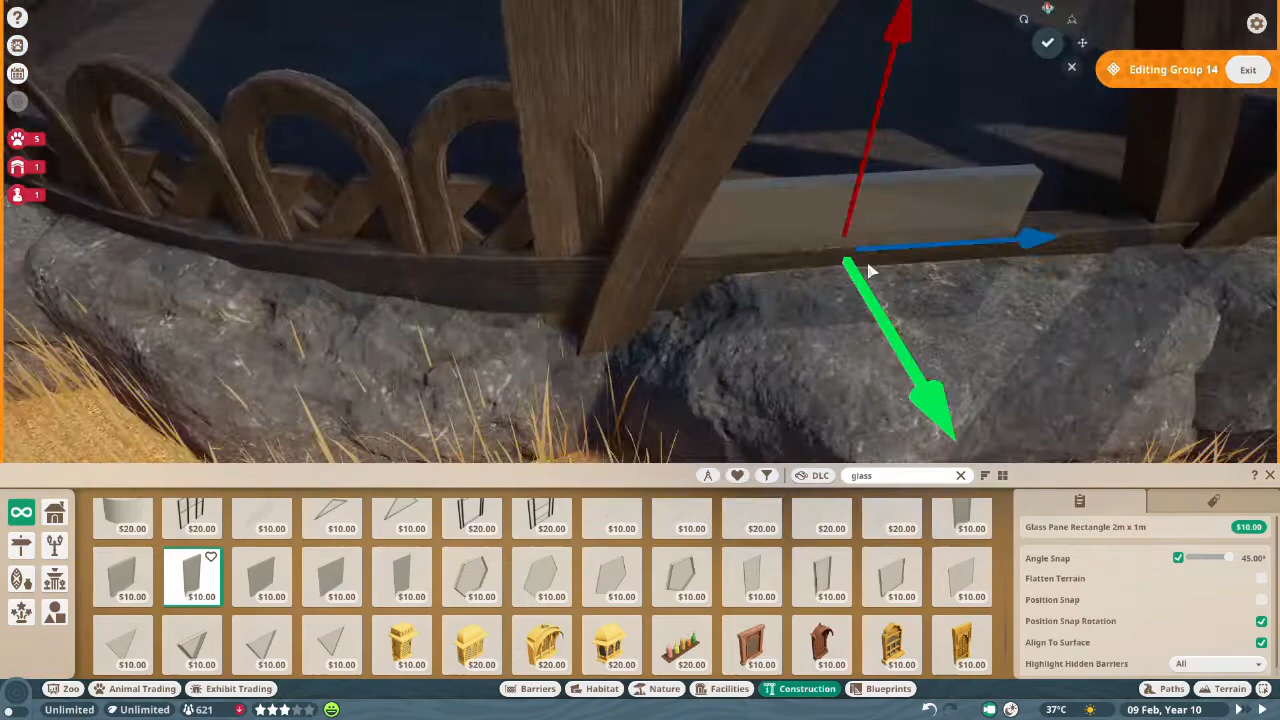 ?
Editing Group 14 Exit
5
1
1
DLC glass
?
$20.00 $20.00 $10.00 $10.00 $10.00 $20.00 $20.00 $10.00 $10.00 $20.00 $20.00 $20.00 $10.00
$10.00 $10.00 $10.00 $10.00 $10.00 $10.00 $10.00 $10.00 $10.00 $10.00 $10.00 $10.00 $10.00
$10.00 $10.00 $10.00 $10.00 $10.00 $20.00 $20.00 $10.00 $20.00 $10.00 $10.00 $10.00 $10.00
Glass Pane Rectangle 2m x 1m $10.00
Angle Snap 45.00°
Flatten Terrain
Position Snap
Position Snap Rotation
Align To Surface
Highlight Hidden Barriers All
Zoo Animal Trading Exhibit Trading Barriers Habitat Nature Facilities Construction Blueprints Paths Terrain
Unlimited Unlimited 621 37°C 09 Feb, Year 10